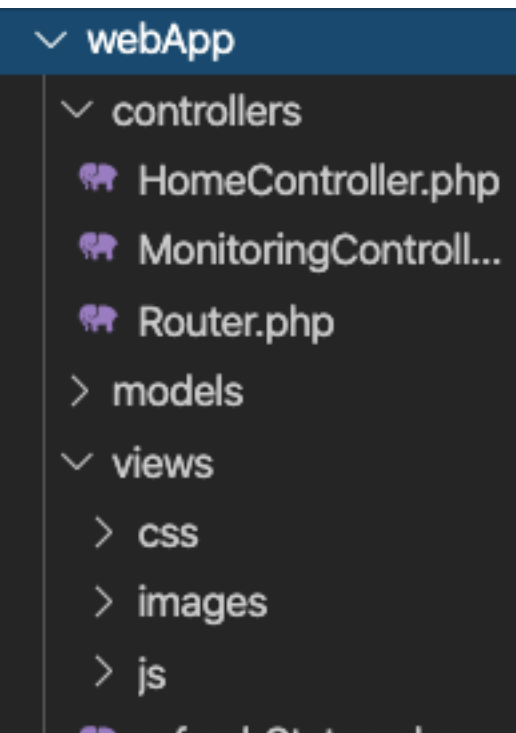 webApp
controllers
HomeController.php
MonitoringControll...
Router.php
models
views
css
images
js